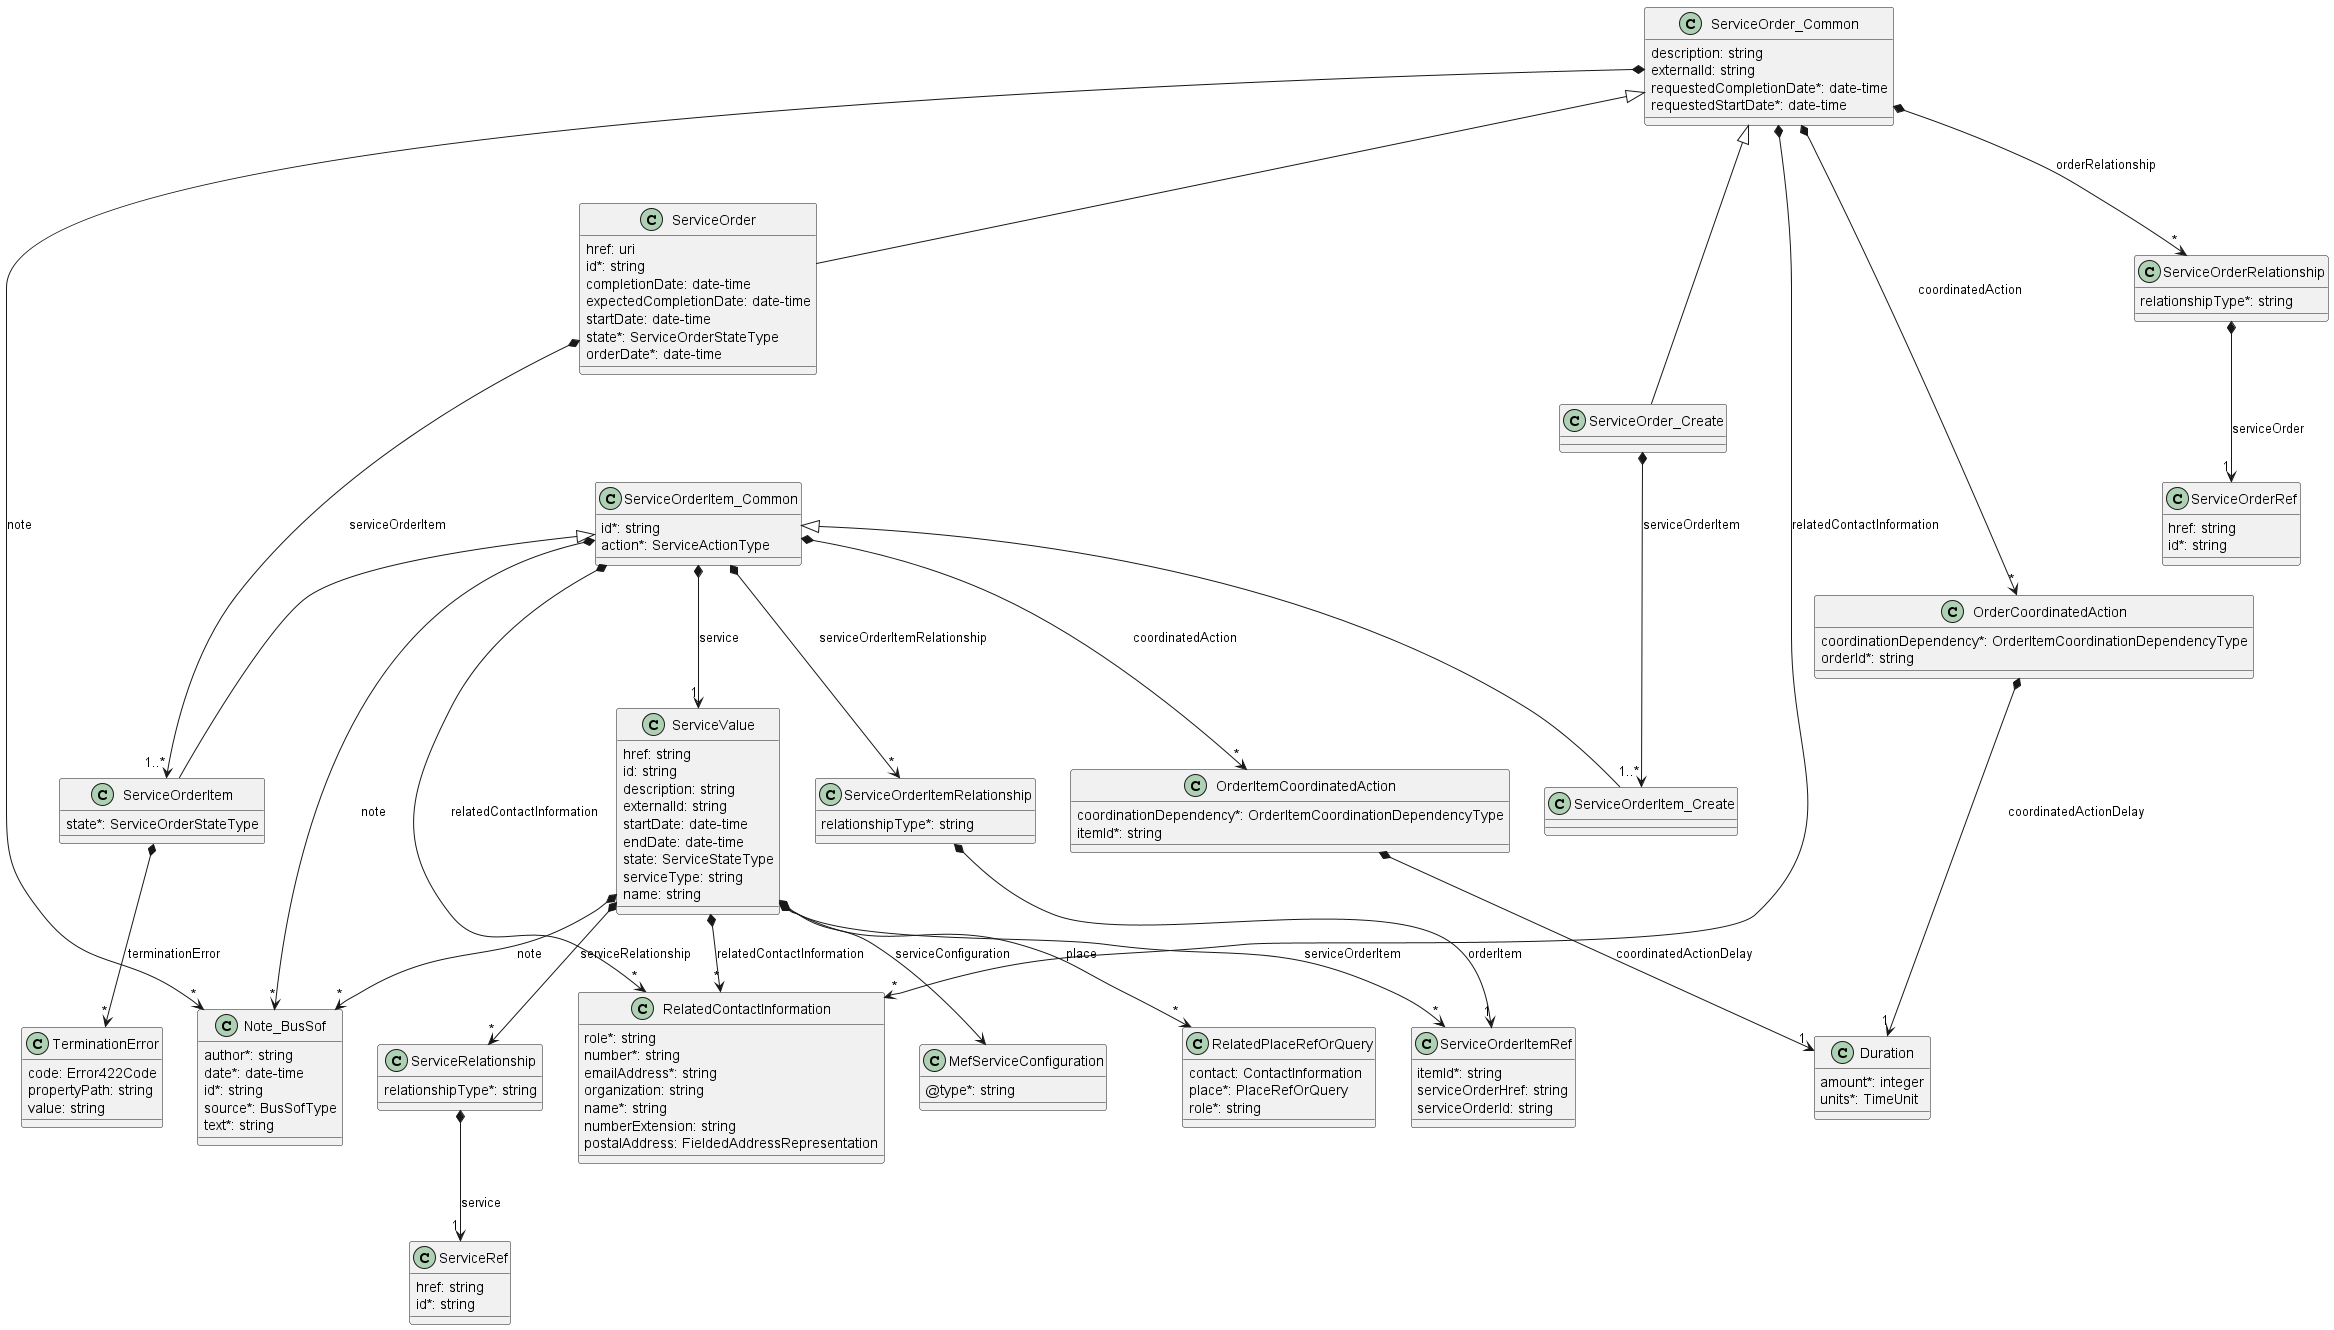 C ServiceOrder_Common
description: string
externalId: string
requestedCompletionDate*: date-time
requestedStartDate*: date-time
orderRelationship
*
C ServiceOrder
href: uri
id*: string
completionDate: date-time
expectedCompletionDate: date-time
startDate: date-time
state*: ServiceOrderStateType
orderDate*: date-time
coordinatedAction
C ServiceOrderRelationship
relationshipType*: string
C ServiceOrder_Create
serviceOrder
1
C ServiceOrderItem_Common
id*: string
action*: ServiceActionType
C ServiceOrderRef
href: string
id*: string
note
serviceOrderItem
serviceOrderItem
relatedContactInformation
*
C OrderCoordinatedAction
coordinationDependency*: OrderItemCoordinationDependencyType
orderId*: string
service
serviceOrderItemRelationship
coordinatedAction
1
C ServiceValue
href: string
id: string
description: string
externalId: string
startDate: date-time
endDate: date-time
state: ServiceStateType
serviceType: string
name: string
1..*
*
*
1..*
C ServiceOrderItem
state*: ServiceOrderStateType
note
relatedContactInformation
C ServiceOrderItemRelationship
relationshipType*: string
C OrderItemCoordinatedAction
coordinationDependency*: OrderItemCoordinationDependencyType
itemId*: string
C ServiceOrderItem_Create
coordinatedActionDelay
terminationError
note
serviceRelationship
relatedContactInformation
serviceConfiguration
place
serviceOrderItem
orderItem
coordinatedActionDelay
*
*
*
*
*
*
*
*
*
*
1
1
1
C TerminationError
code: Error422Code
propertyPath: string
value: string
C Note_BusSof
author*: string
date*: date-time
id*: string
source*: BusSofType
text*: string
C ServiceRelationship
relationshipType*: string
C RelatedContactInformation
role*: string
number*: string
emailAddress*: string
organization: string
name*: string
numberExtension: string
postalAddress: FieldedAddressRepresentation
C MefServiceConfiguration
@type*: string
C RelatedPlaceRefOrQuery
contact: ContactInformation
place*: PlaceRefOrQuery
role*: string
C ServiceOrderItemRef
itemId*: string
serviceOrderHref: string
serviceOrderId: string
C Duration
amount*: integer
units*: TimeUnit
service
1
C ServiceRef
href: string
id*: string